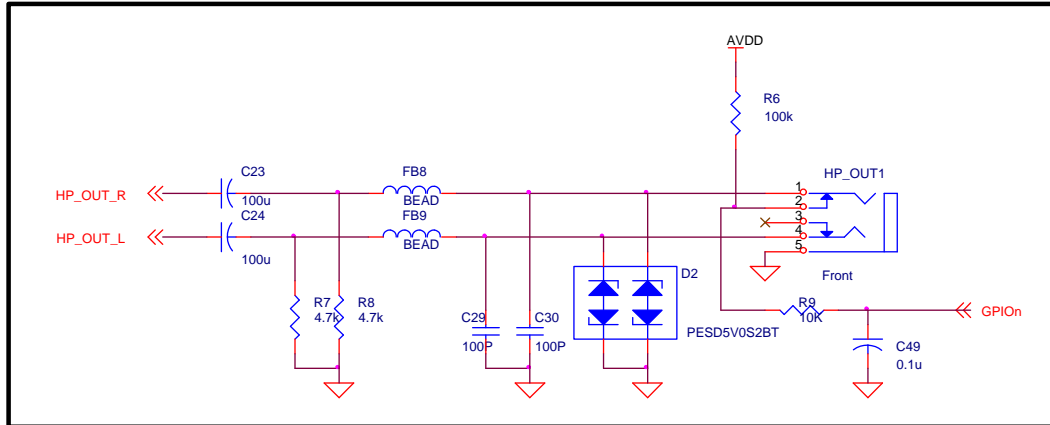 AVDD
R6
100k
C23
100u
FB8
BEAD
HP_OUT1
HP_OUT_R
1
2
3
4
5
C24
100u
FB9
BEAD
HP_OUT_L
Front
D2
PESD5V0S2BT
R7
4.7k
R8
4.7k
C29
100P
C30
100P
R9
10K
GPIOn
C49
0.1u